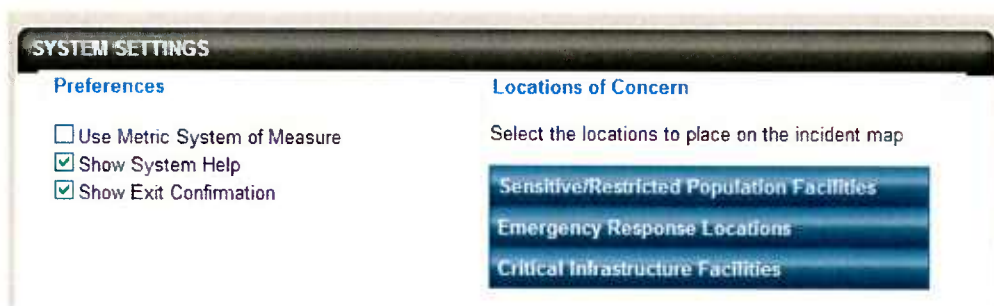 SYSTEM SETTINGS
Preferences
Use Metric System of Measure
Show System Help
Show Exit Confirmation
Locations of Concern
Select the locations to place on the incident map
Sensitive/Restricted Population Facilities
Emergency Response Locations
Critical Infrastructure Facilities